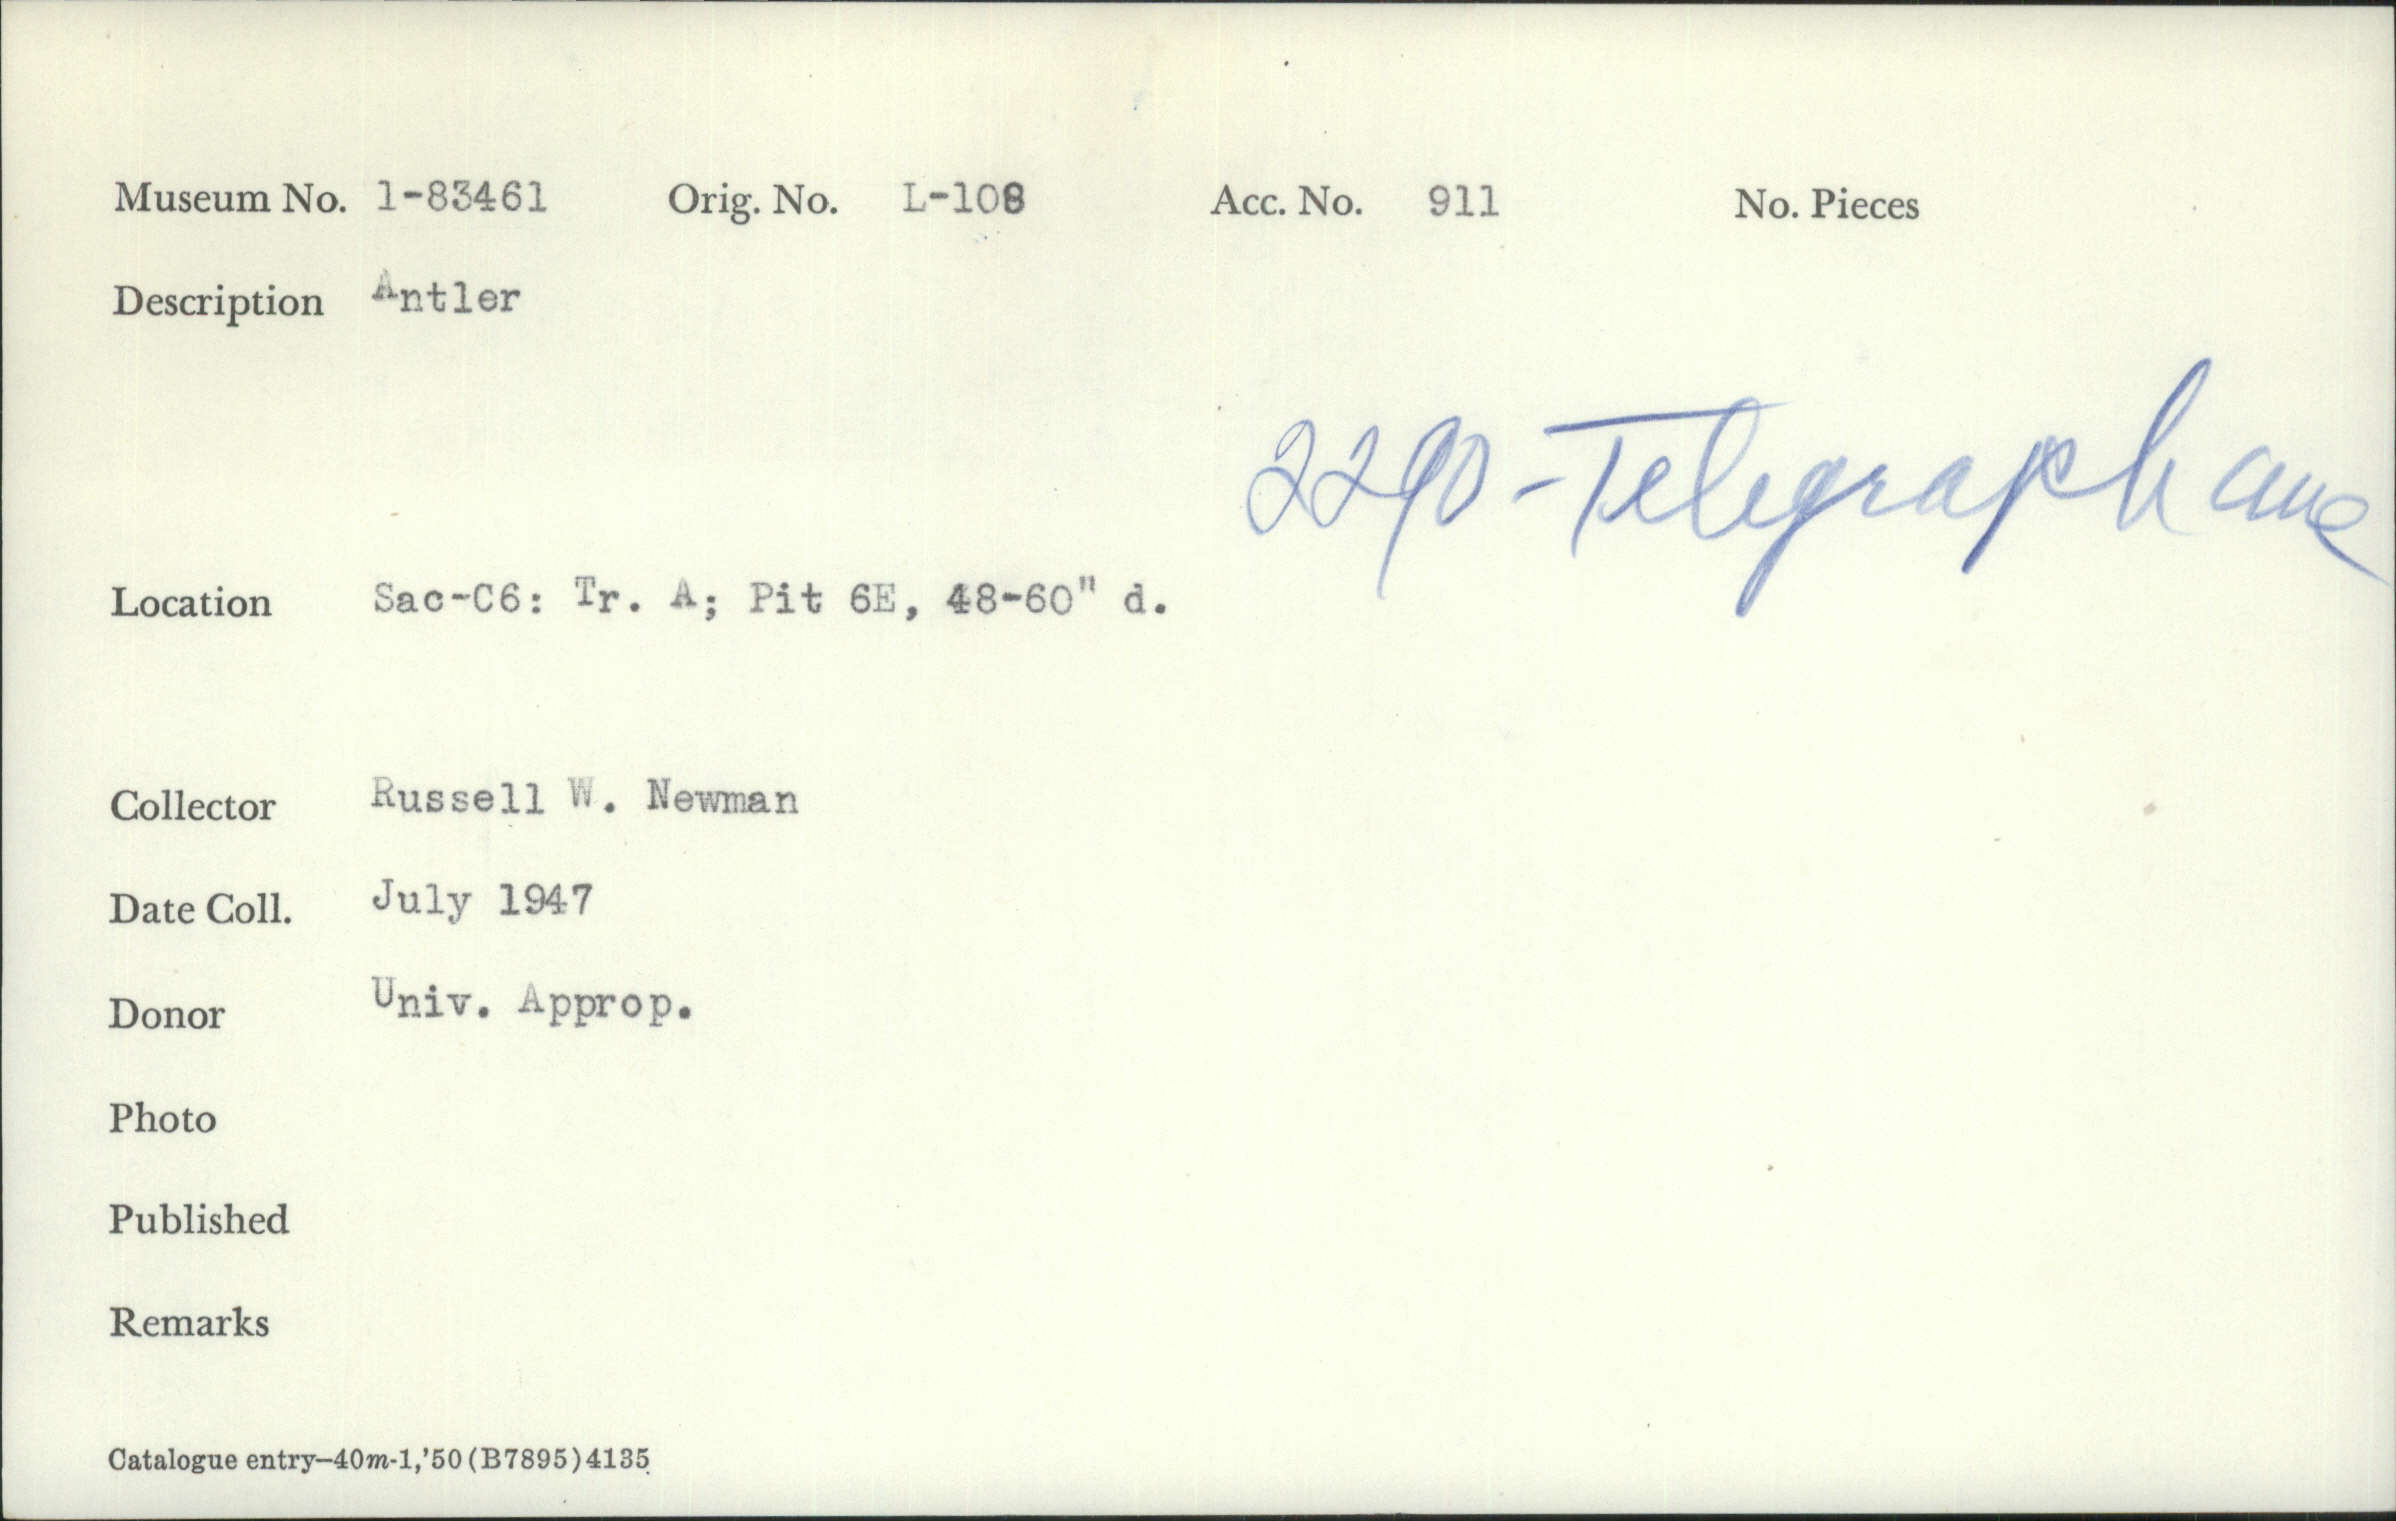 Museum No. 1-83461 Orig. No. L-108 Acc. No. 911 No. Pieces
Description Antler
2290-Telegraph ave
Location Sac-C6: Tr. A; Pit 6E, 48-60" d.
Collector Russell W. Newman
Date Coll. July 1947
Donor Univ. Approp.
Photo
Published
Remarks
Catalogue entry—40m-1,'50(B7895)4135